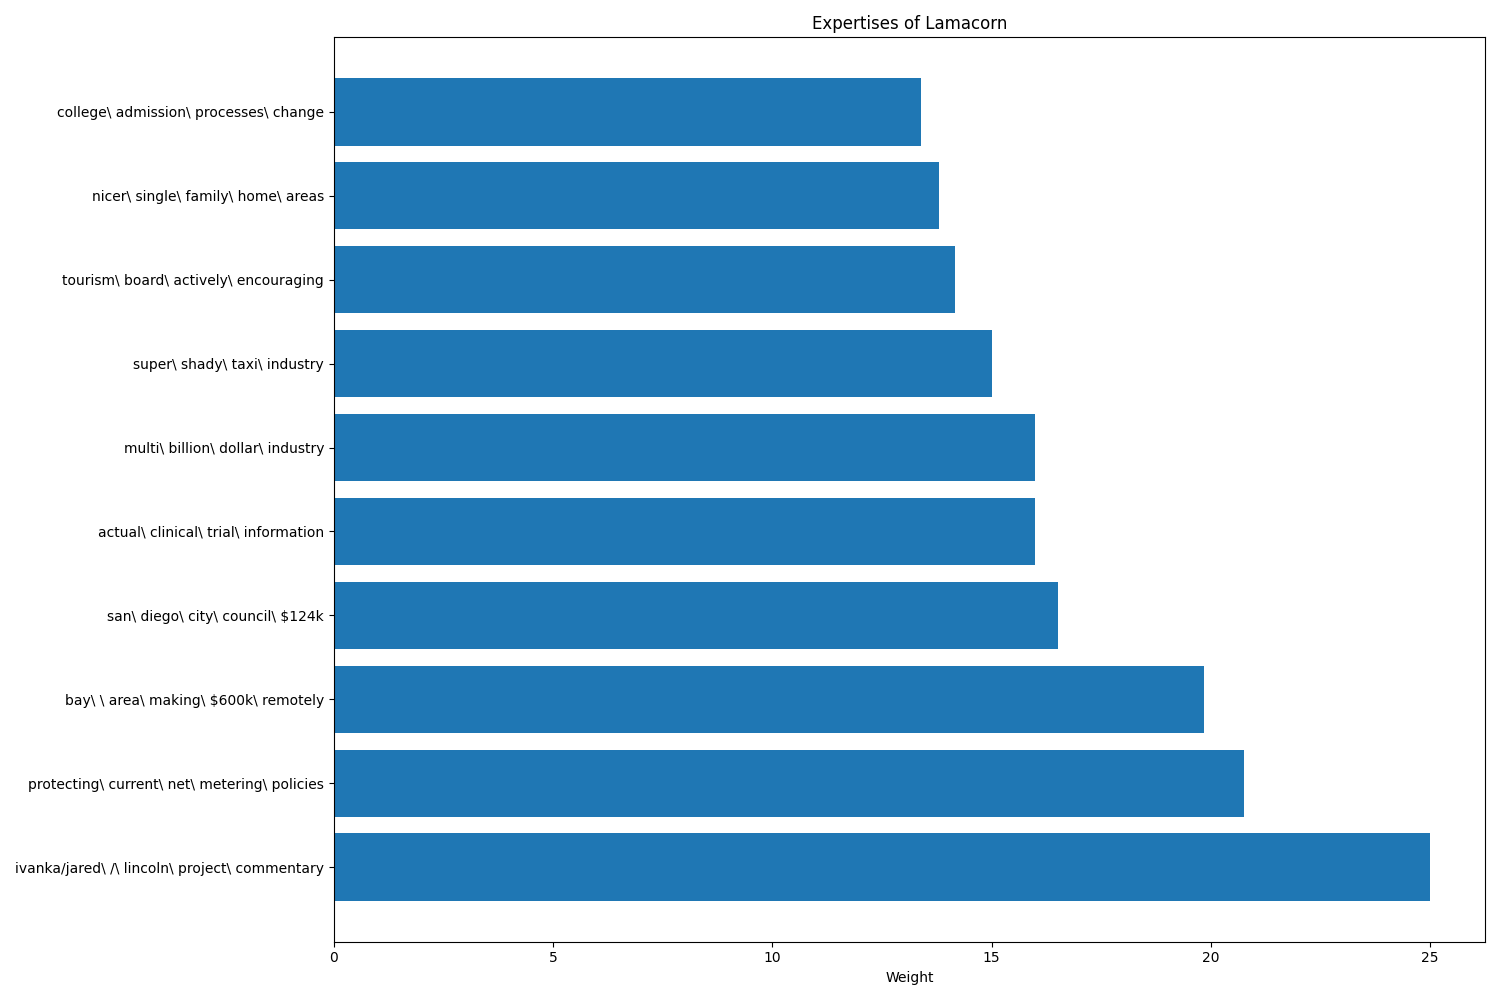 Expertises of Lamacorn
college\ admission\ processes\ change
nicer\ single\ family\ home\ areas
tourism\ board\ actively\ encouraging
super\ shady\ taxi\ industry
multi\ billion\ dollar\ industry
actual\ clinical\ trial\ information
san\ diego\ city\ council\ $124k
bay\ \ area\ making\ $600k\ remotely
protecting\ current\ net\ metering\ policies
ivanka/jared\ /\ lincoln\ project\ commentary
0 5 10 15 20 25
Weight